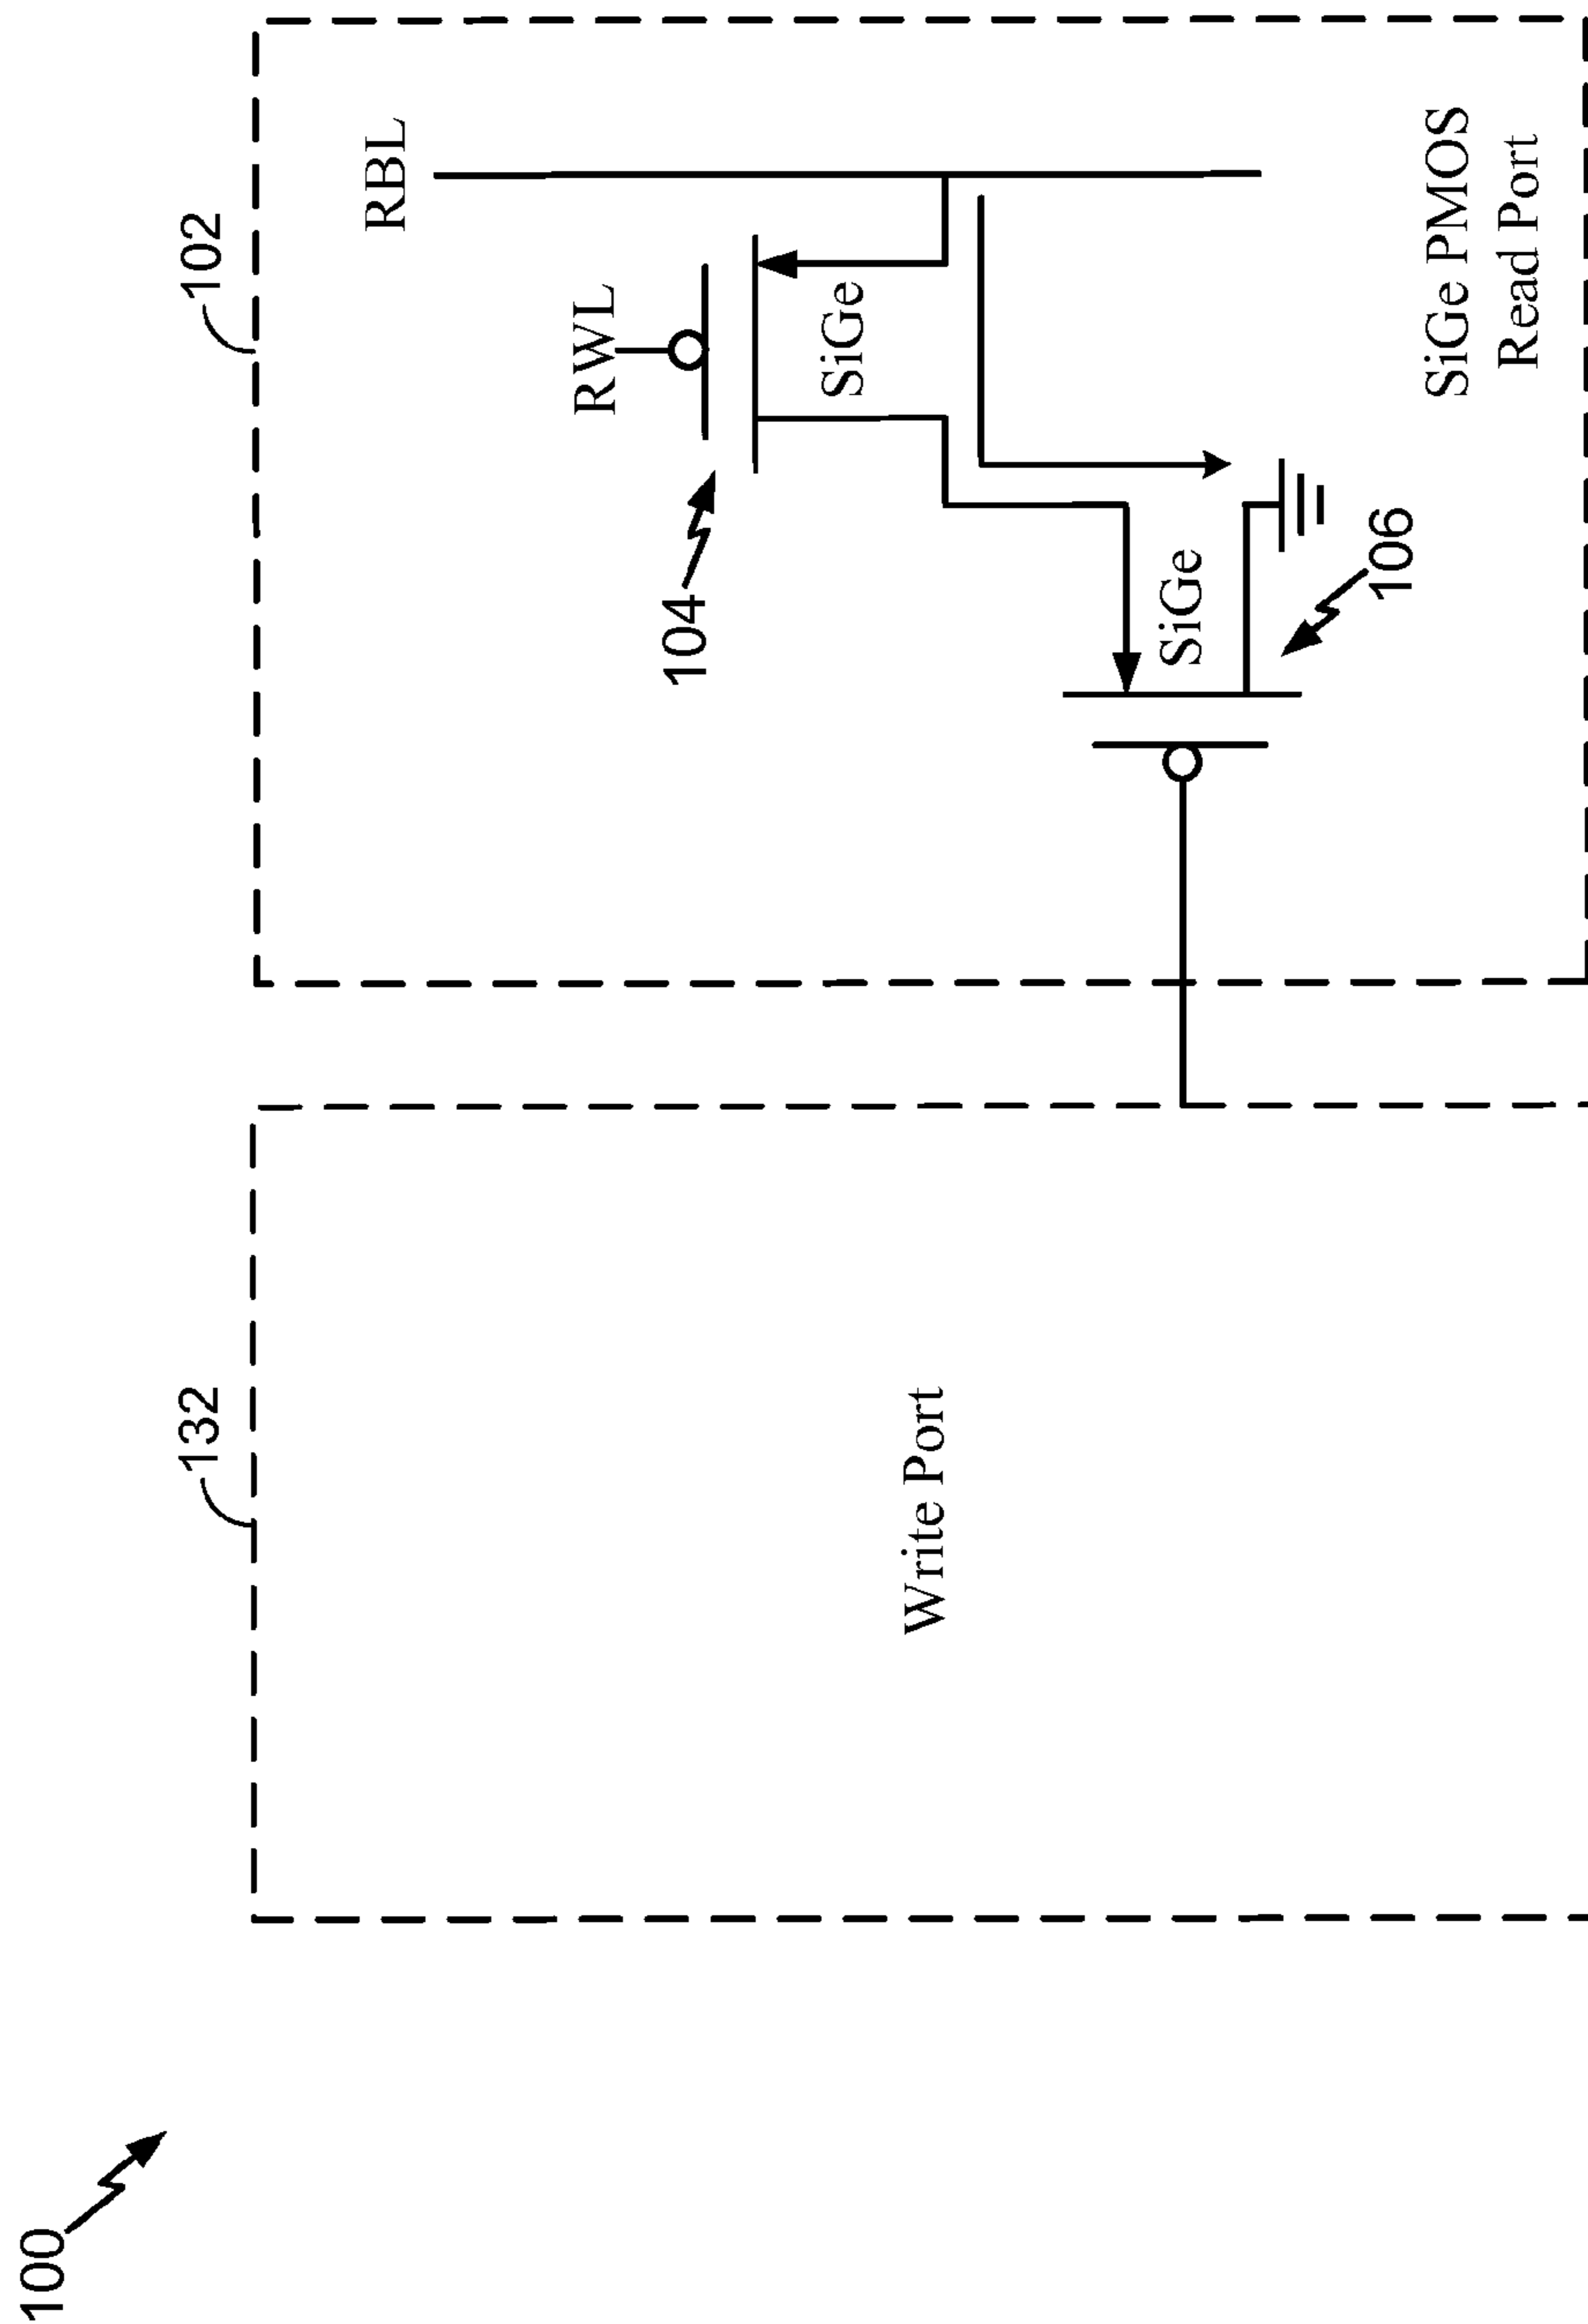 100
132
102
Write Port
RBL
RWL
104
SiGe
SiGe
106
SiGe PMOS
Read Port